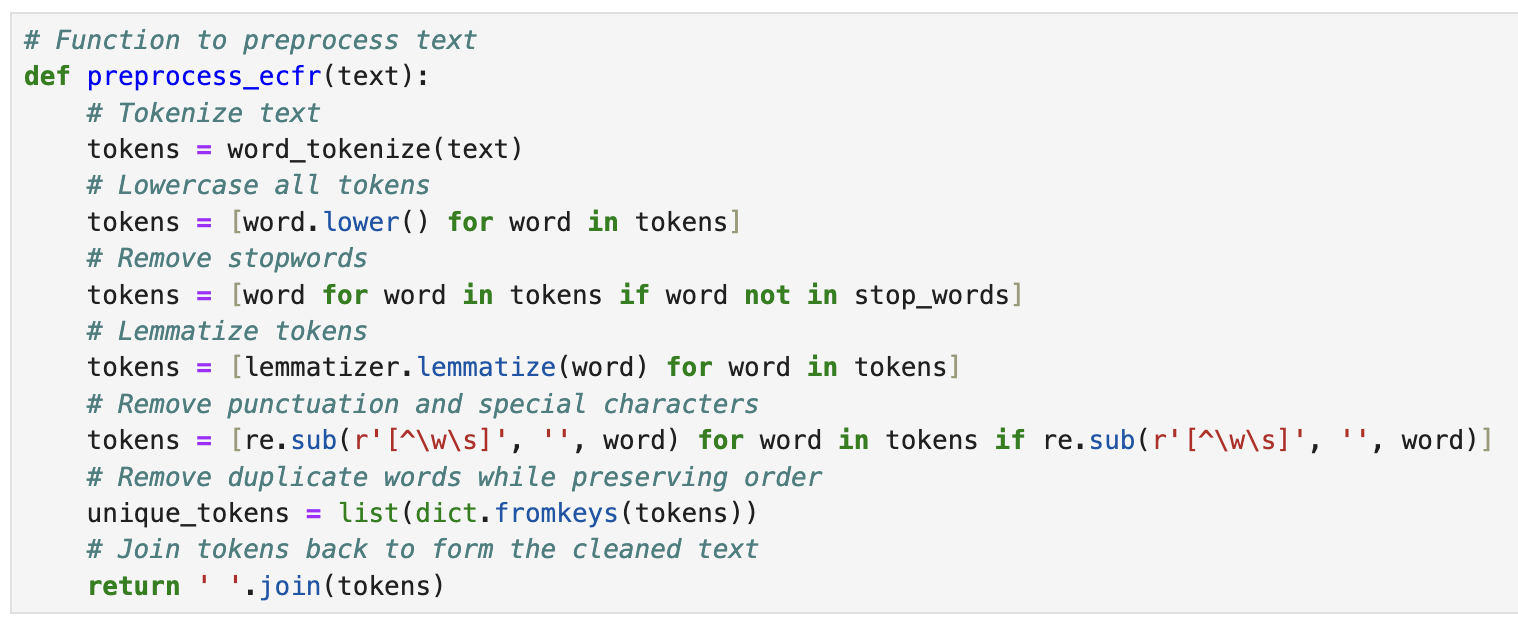 # Function to preprocess text
def preprocess_ecfr(text):
    # Tokenize text
    tokens = word_tokenize(text)
    # Lowercase all tokens
    tokens = [word.lower() for word in tokens]
    # Remove stopwords
    tokens = [word for word in tokens if word not in stop_words]
    # Lemmatize tokens
    tokens = [lemmatizer.lemmatize(word) for word in tokens]
    # Remove punctuation and special characters
    tokens = [re.sub(r'[^\w\s]', '', word) for word in tokens if re.sub(r'[^\w\s]', '', word)]
    # Remove duplicate words while preserving order
    unique_tokens = list(dict.fromkeys(tokens))
    # Join tokens back to form the cleaned text
    return ' '.join(tokens)